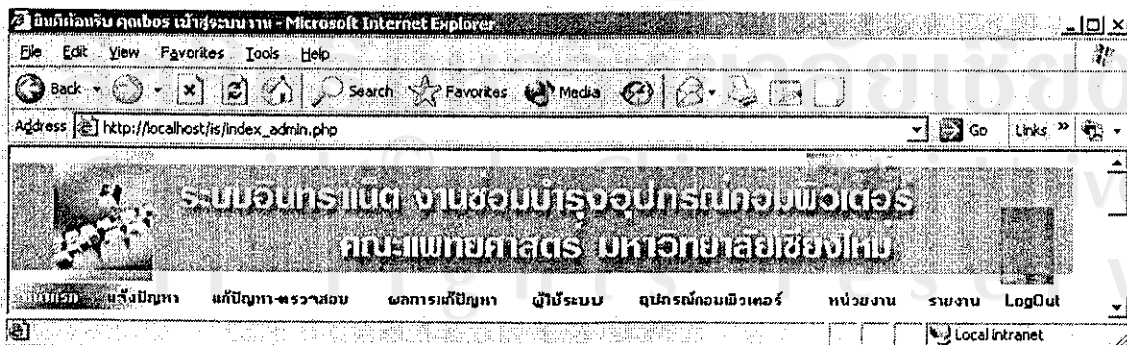 ยินดีต้อนรับ คุณbos เข้าสู่ระบบงาน - Microsoft Internet Explorer
File Edit View Favorites Tools Help
Back Search Favorites Media
Address http://localhost/is/index_admin.php Go Links »
ระบบอินทราเน็ต งานซ่อมบำรุงอุปกรณ์คอมพิวเตอร์
คณะแพทยศาสตร์ มหาวิทยาลัยเชียงใหม่
หน้าแรก แจ้งปัญหา แก้ปัญหา-ตรวจสอบ ผลการแก้ปัญหา ผู้ใช้ระบบ อุปกรณ์คอมพิวเตอร์ หน่วยงาน รายงาน LogOut
Local intranet